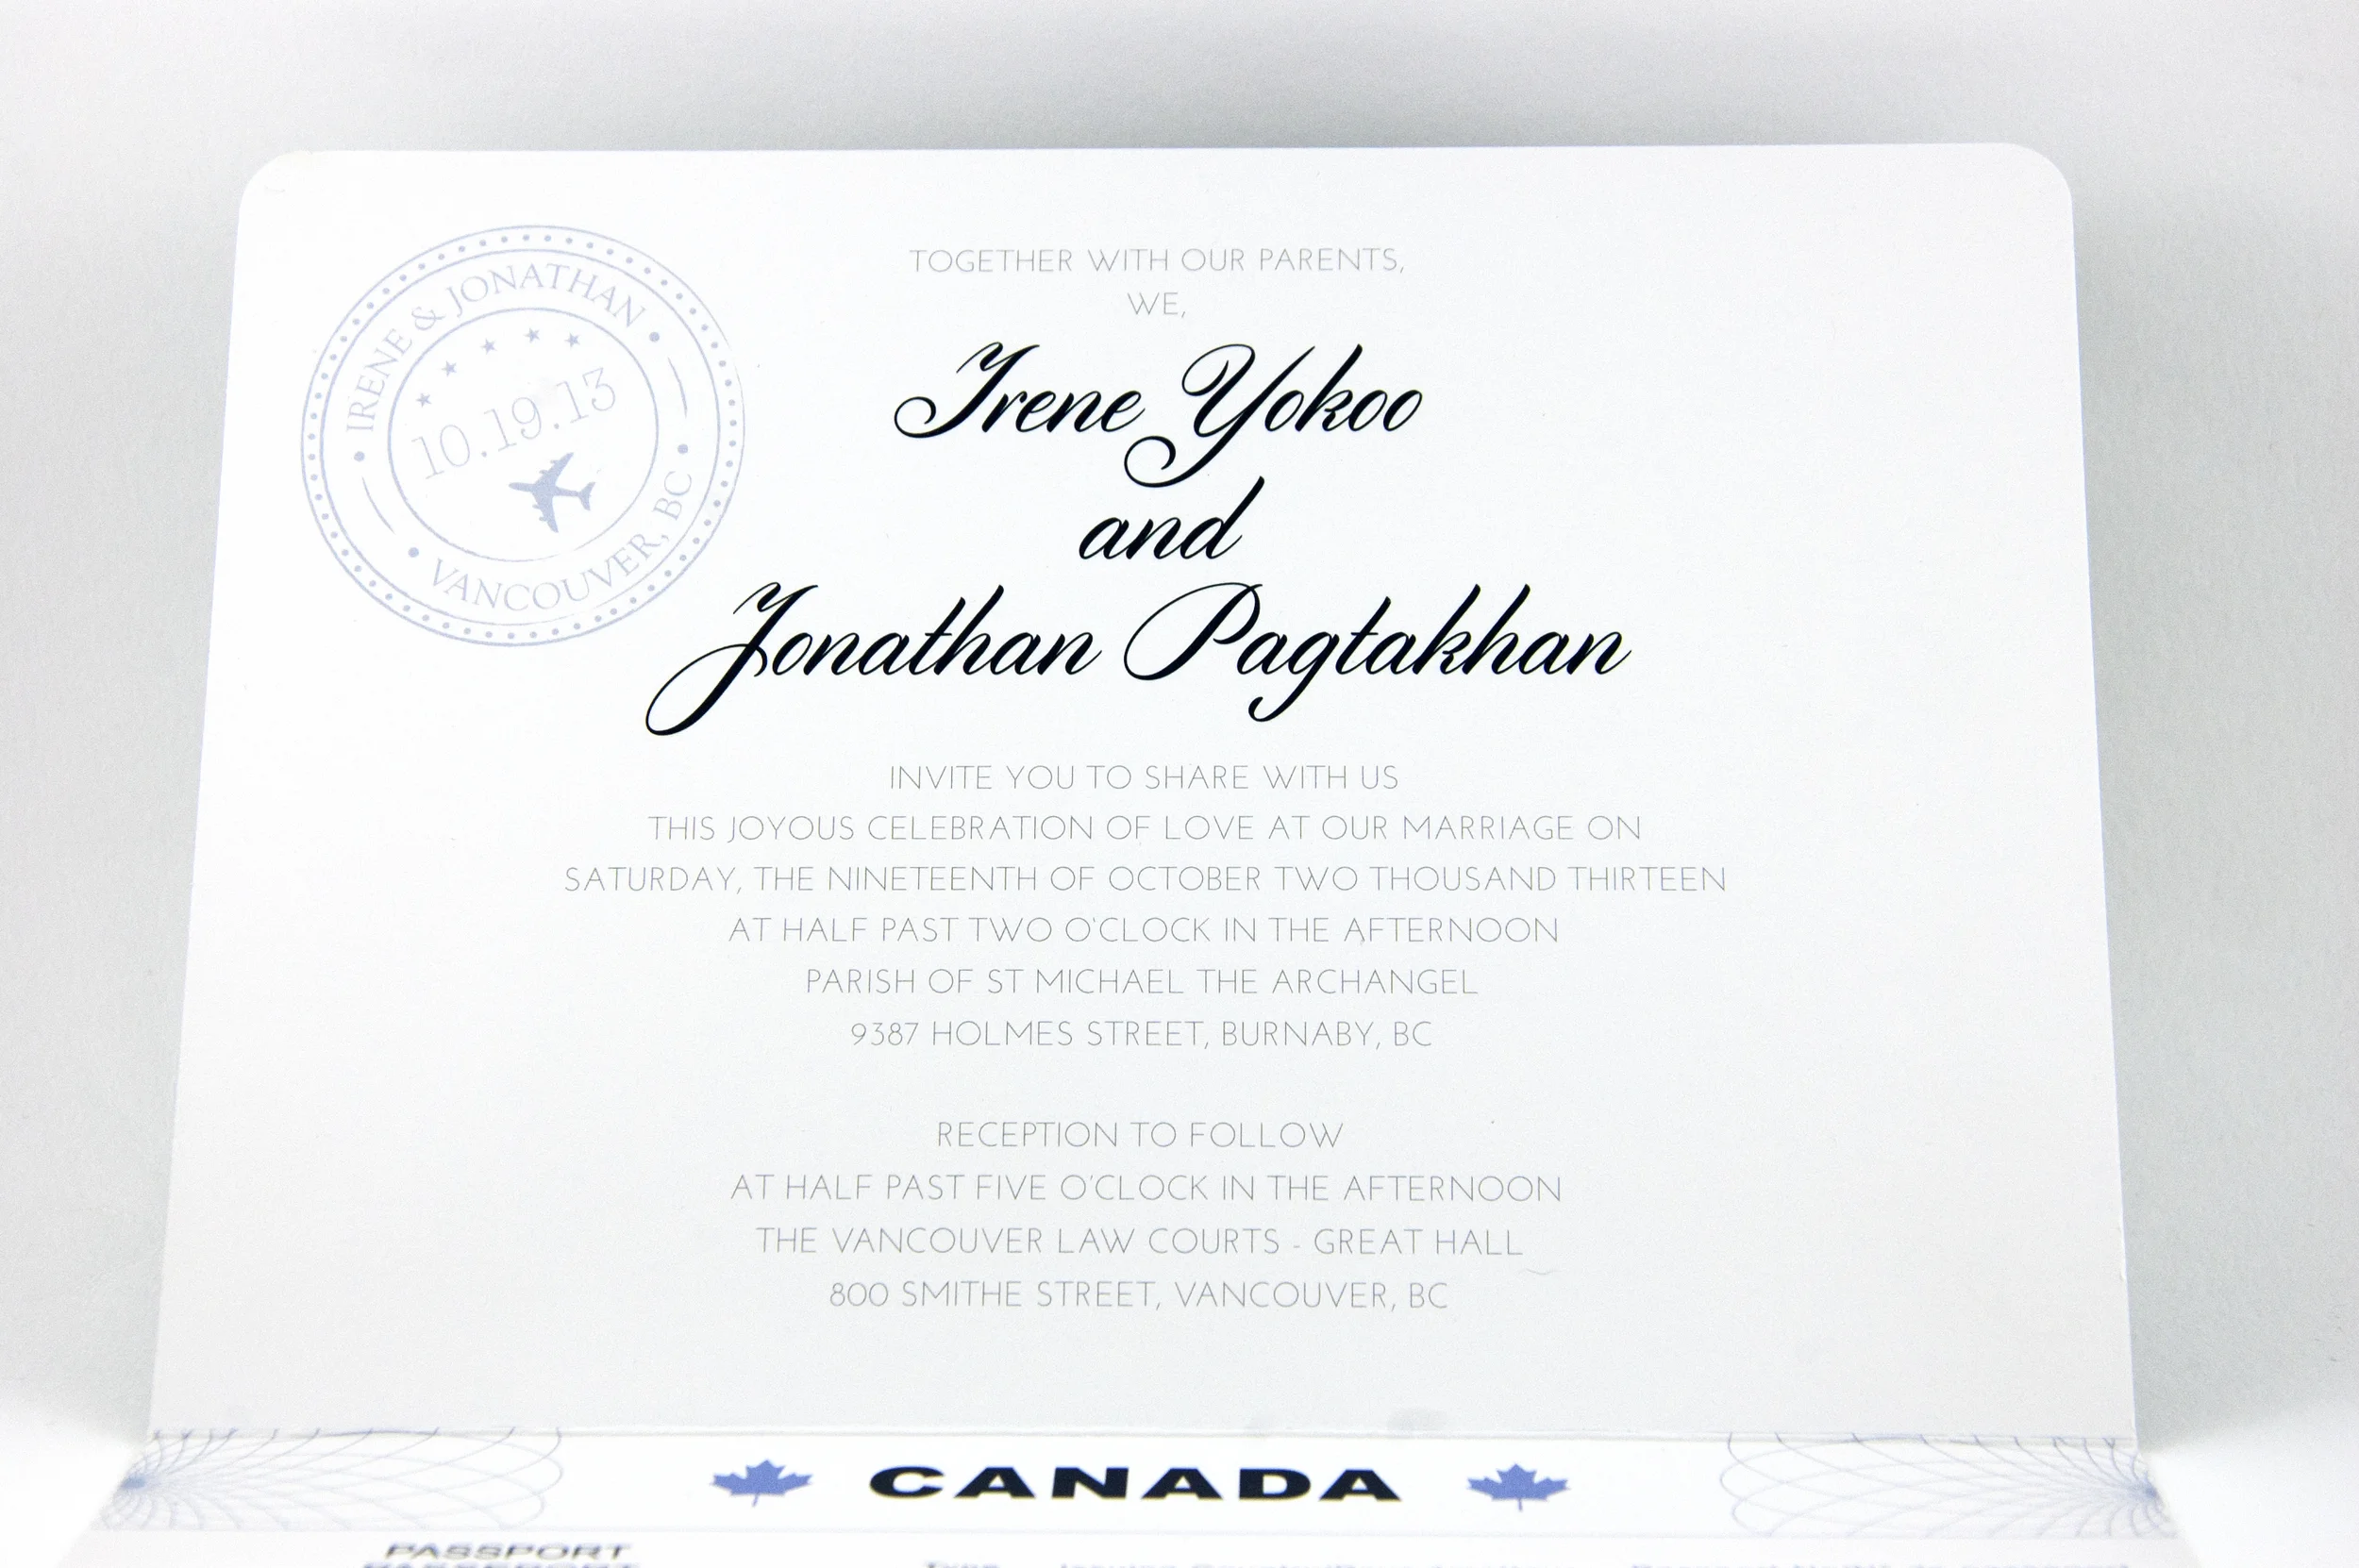 IRENE & JONATHAN
10.19.13
VANCOUVER, BC
TOGETHER WITH OUR PARENTS,
WE,
Irene Yokoo
and
Jonathan Pagtakhan
INVITE YOU TO SHARE WITH US
THIS JOYOUS CELEBRATION OF LOVE AT OUR MARRIAGE ON
SATURDAY, THE NINETEENTH OF OCTOBER TWO THOUSAND THIRTEEN
AT HALF PAST TWO O'CLOCK IN THE AFTERNOON
PARISH OF ST MICHAEL THE ARCHANGEL
9387 HOLMES STREET, BURNABY, BC
RECEPTION TO FOLLOW
AT HALF PAST FIVE O'CLOCK IN THE AFTERNOON
THE VANCOUVER LAW COURTS - GREAT HALL
800 SMITHE STREET, VANCOUVER, BC
CANADA
PASSPORT